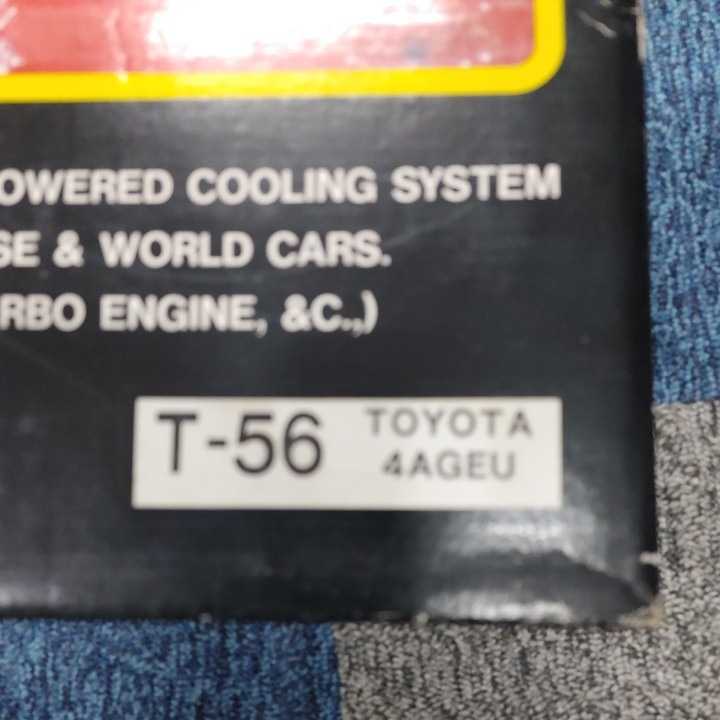 OWERED COOLING SYSTEM
SE & WORLD CARS.
RBO ENGINE, &C.,)
T-56 TOYOTA
4AGEU